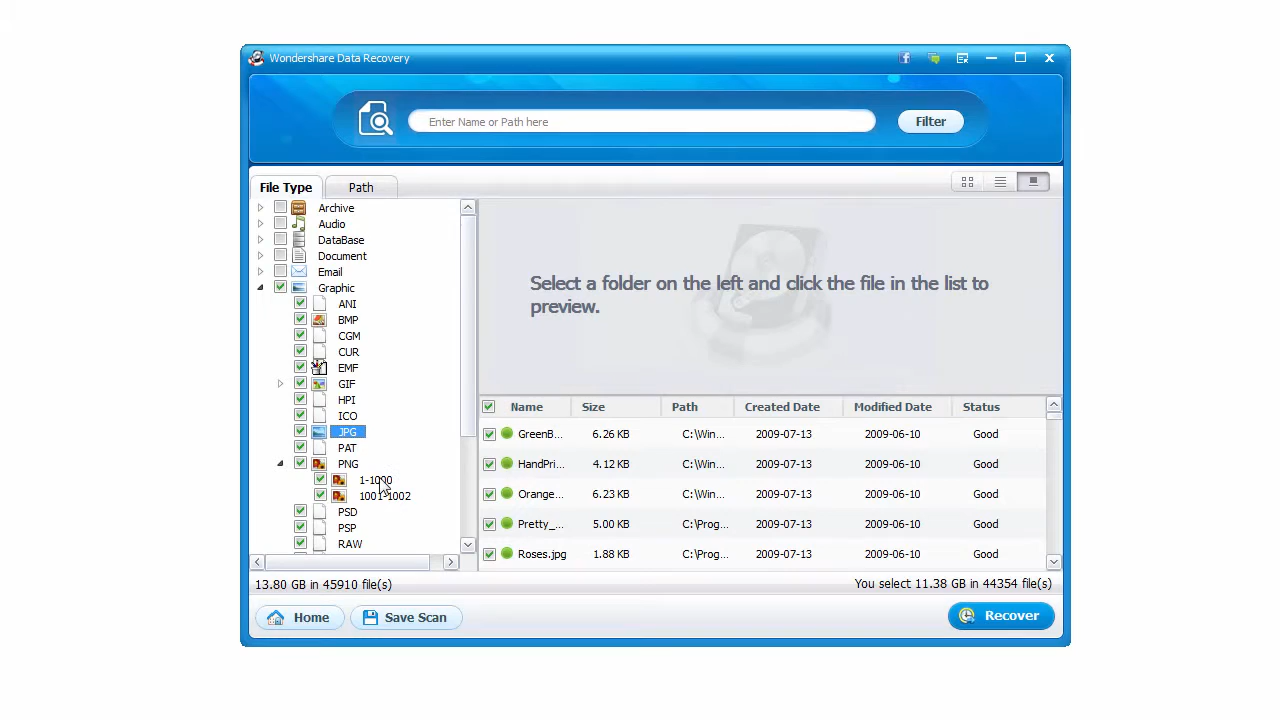 Wondershare Data Recovery
Enter Name or Path here
Filter
File Type
Path
Archive
Audio
DataBase
Document
Email
Graphic
ANI
BMP
CGM
CUR
EMF
GIF
HPI
ICO
JPG
PAT
PNG
1-1000
1001-1002
PSD
PSP
RAW
Select a folder on the left and click the file in the list to
preview.
Name Size Path Created Date Modified Date Status
GreenB... 6.26 KB C:\Win... 2009-07-13 2009-06-10 Good
HandPri... 4.12 KB C:\Win... 2009-07-13 2009-06-10 Good
Orange... 6.23 KB C:\Win... 2009-07-13 2009-06-10 Good
Pretty_... 5.00 KB C:\Prog... 2009-07-13 2009-06-10 Good
Roses.jpg 1.88 KB C:\Prog... 2009-07-13 2009-06-10 Good
13.80 GB in 45910 file(s)
You select 11.38 GB in 44354 file(s)
Home
Save Scan
Recover